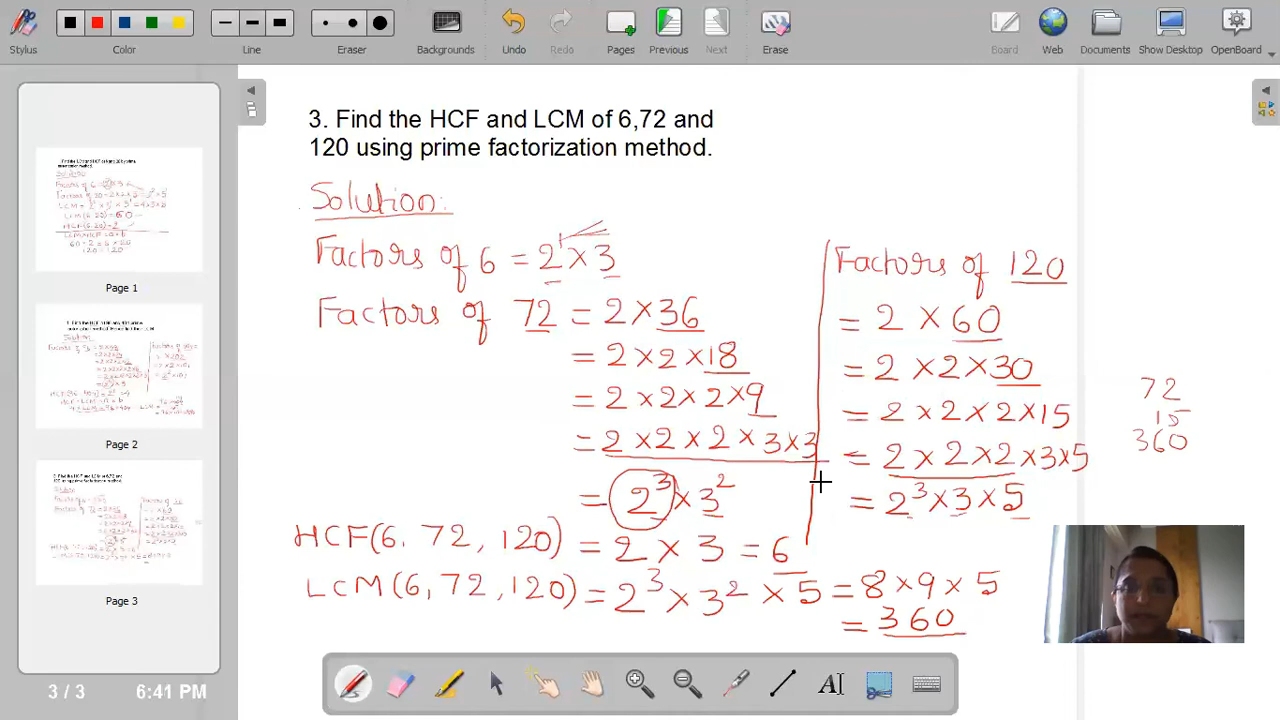 Stylus
Color
Line
Eraser
Backgrounds
Undo
Redo
Pages
Previous
Next
Erase
Board
Web
Documents
Show Desktop
OpenBoard
Page 1
Page 2
Page 3
3 / 3
6:41 PM
3. Find the HCF and LCM of 6,72 and
120 using prime factorization method.
Solution:
Factors of 6 = 2¹ × 3
Factors of 72 = 2 × 36
= 2 × 2 × 18
= 2 × 2 × 2 × 9
= 2 × 2 × 2 × 3 × 3
= 2³ × 3²
Factors of 120
= 2 × 60
= 2 × 2 × 30
= 2 × 2 × 2 × 15
= 2 × 2 × 2 × 3 × 5
= 2³ × 3 × 5
HCF(6. 72, 120) = 2 × 3 = 6
LCM(6, 72, 120) = 2³ × 3² × 5 = 8 × 9 × 5
= 360
72
15
360